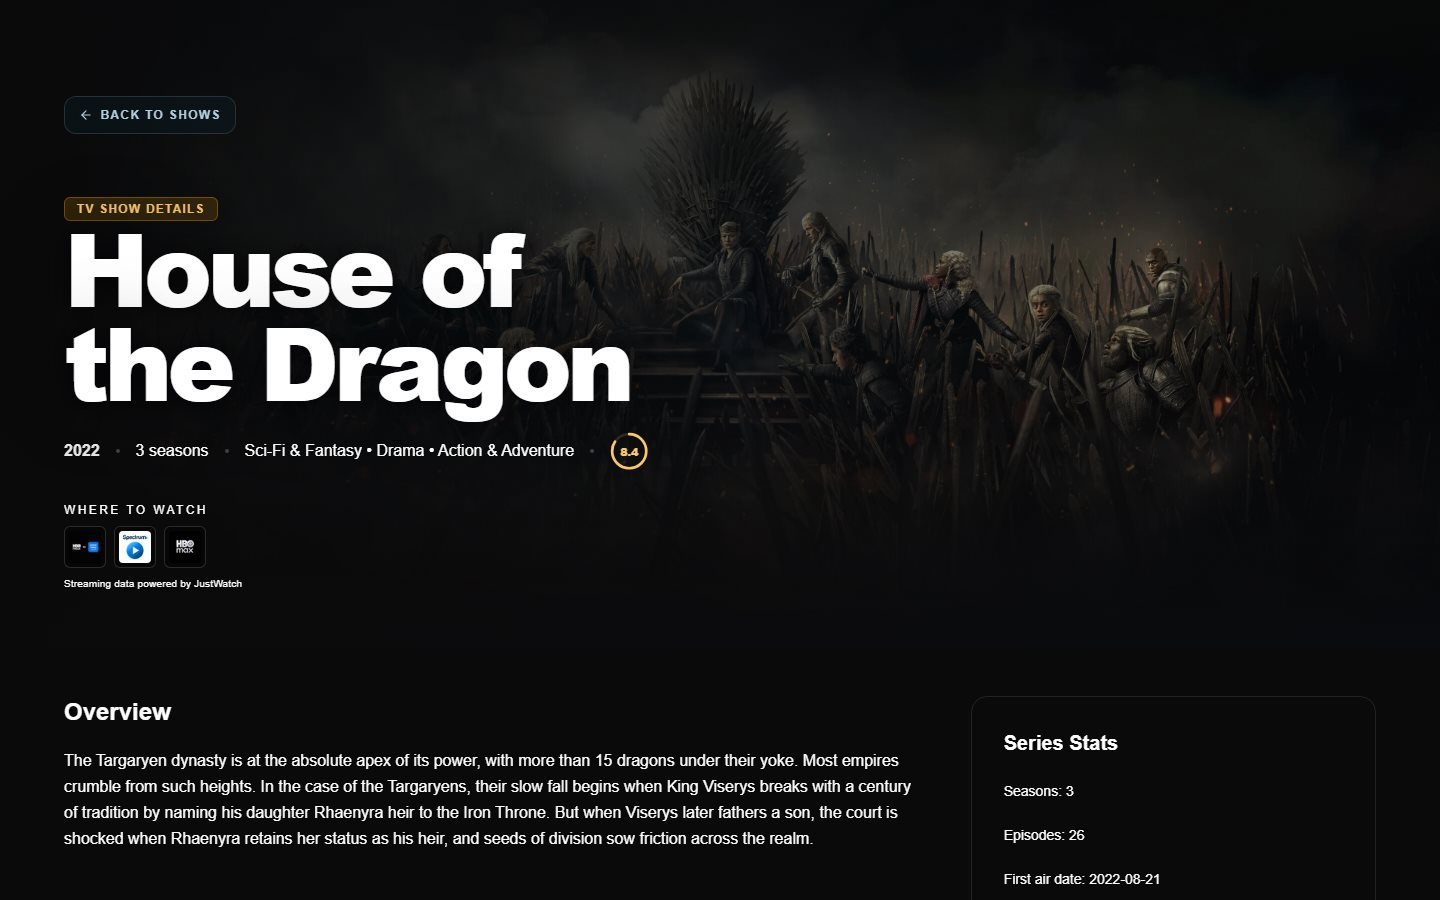 BACK TO SHOWS
TV SHOW DETAILS
House of
the Dragon
2022 • 3 seasons • Sci-Fi & Fantasy • Drama • Action & Adventure • 8.4
WHERE TO WATCH
Spectrum
HBO
max
Streaming data powered by JustWatch
Overview
The Targaryen dynasty is at the absolute apex of its power, with more than 15 dragons under their yoke. Most empires
crumble from such heights. In the case of the Targaryens, their slow fall begins when King Viserys breaks with a century
of tradition by naming his daughter Rhaenyra heir to the Iron Throne. But when Viserys later fathers a son, the court is
shocked when Rhaenyra retains her status as his heir, and seeds of division sow friction across the realm.
Series Stats
Seasons: 3
Episodes: 26
First air date: 2022-08-21